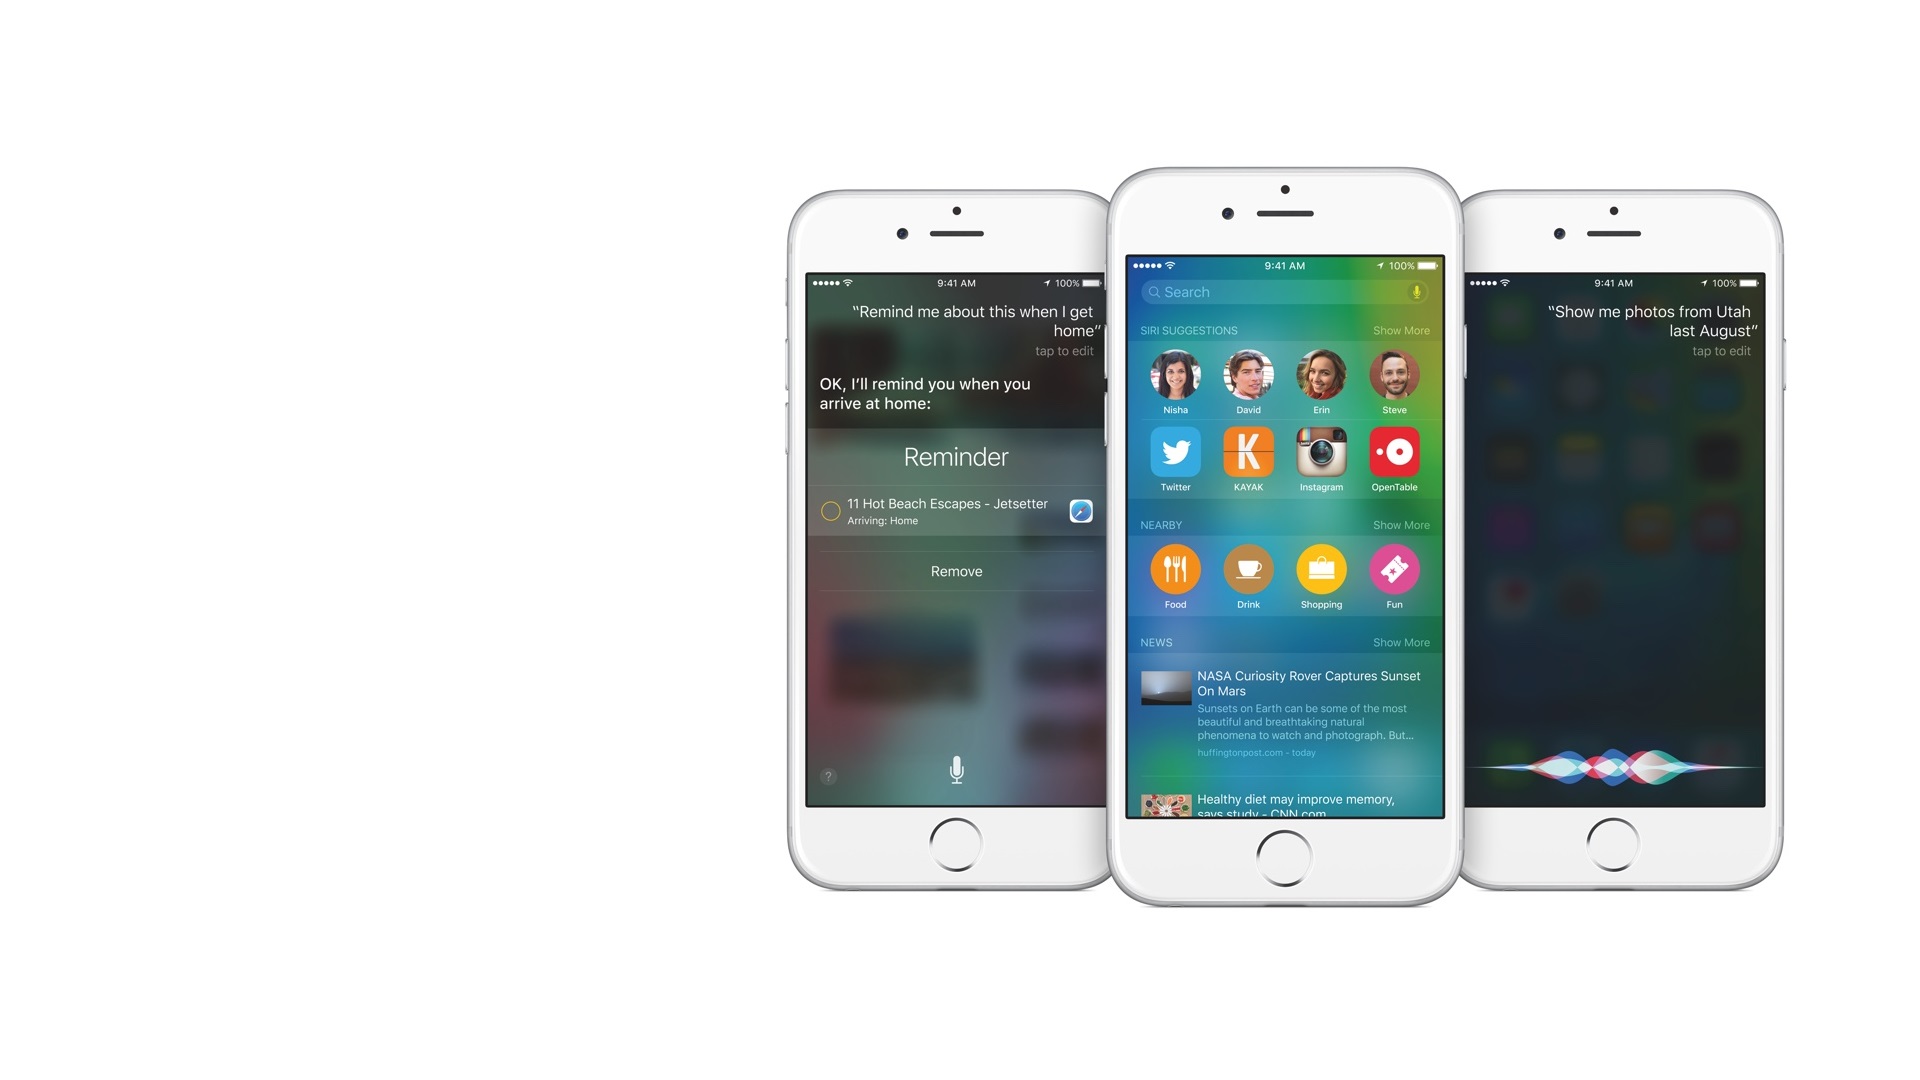 9:41 AM
100%
“Remind me about this when I get
home”
tap to edit
OK, I’ll remind you when you
arrive at home:
Reminder
11 Hot Beach Escapes - Jetsetter
Arriving: Home
Remove
?
9:41 AM
100%
Search
SIRI SUGGESTIONS
Show More
Nisha
David
Erin
Steve
K
Twitter
KAYAK
Instagram
OpenTable
NEARBY
Show More
Food
Drink
Shopping
Fun
NEWS
Show More
NASA Curiosity Rover Captures Sunset
On Mars
Sunsets on Earth can be some of the most
beautiful and breathtaking natural
phenomena to watch and photograph. But...
huffingtonpost.com - today
Healthy diet may improve memory,
says study - CNN.com
9:41 AM
100%
“Show me photos from Utah
last August”
tap to edit